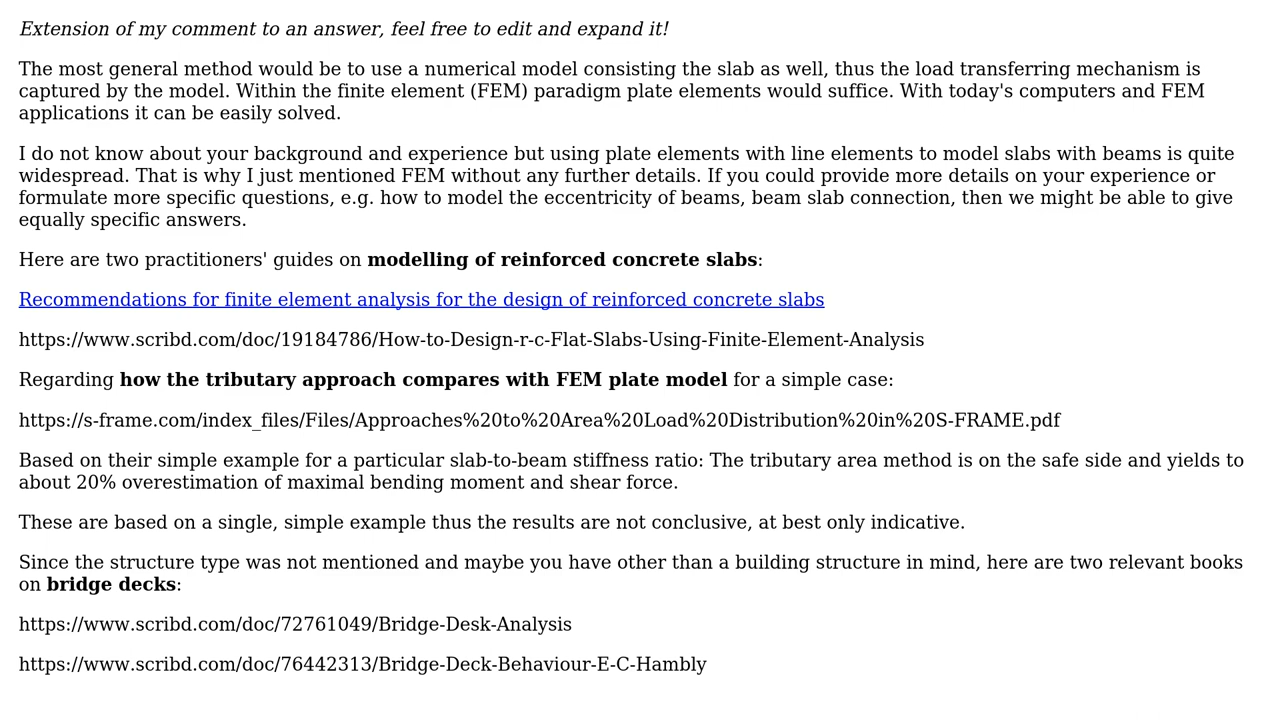 Extension of my comment to an answer, feel free to edit and expand it!
The most general method would be to use a numerical model consisting the slab as well, thus the load transferring mechanism is
captured by the model. Within the finite element (FEM) paradigm plate elements would suffice. With today's computers and FEM
applications it can be easily solved.
I do not know about your background and experience but using plate elements with line elements to model slabs with beams is quite
widespread. That is why I just mentioned FEM without any further details. If you could provide more details on your experience or
formulate more specific questions, e.g. how to model the eccentricity of beams, beam slab connection, then we might be able to give
equally specific answers.
Here are two practitioners' guides on modelling of reinforced concrete slabs:
Recommendations for finite element analysis for the design of reinforced concrete slabs
https://www.scribd.com/doc/19184786/How-to-Design-r-c-Flat-Slabs-Using-Finite-Element-Analysis
Regarding how the tributary approach compares with FEM plate model for a simple case:
https://s-frame.com/index_files/Files/Approaches%20to%20Area%20Load%20Distribution%20in%20S-FRAME.pdf
Based on their simple example for a particular slab-to-beam stiffness ratio: The tributary area method is on the safe side and yields to
about 20% overestimation of maximal bending moment and shear force.
These are based on a single, simple example thus the results are not conclusive, at best only indicative.
Since the structure type was not mentioned and maybe you have other than a building structure in mind, here are two relevant books
on bridge decks:
https://www.scribd.com/doc/72761049/Bridge-Desk-Analysis
https://www.scribd.com/doc/76442313/Bridge-Deck-Behaviour-E-C-Hambly